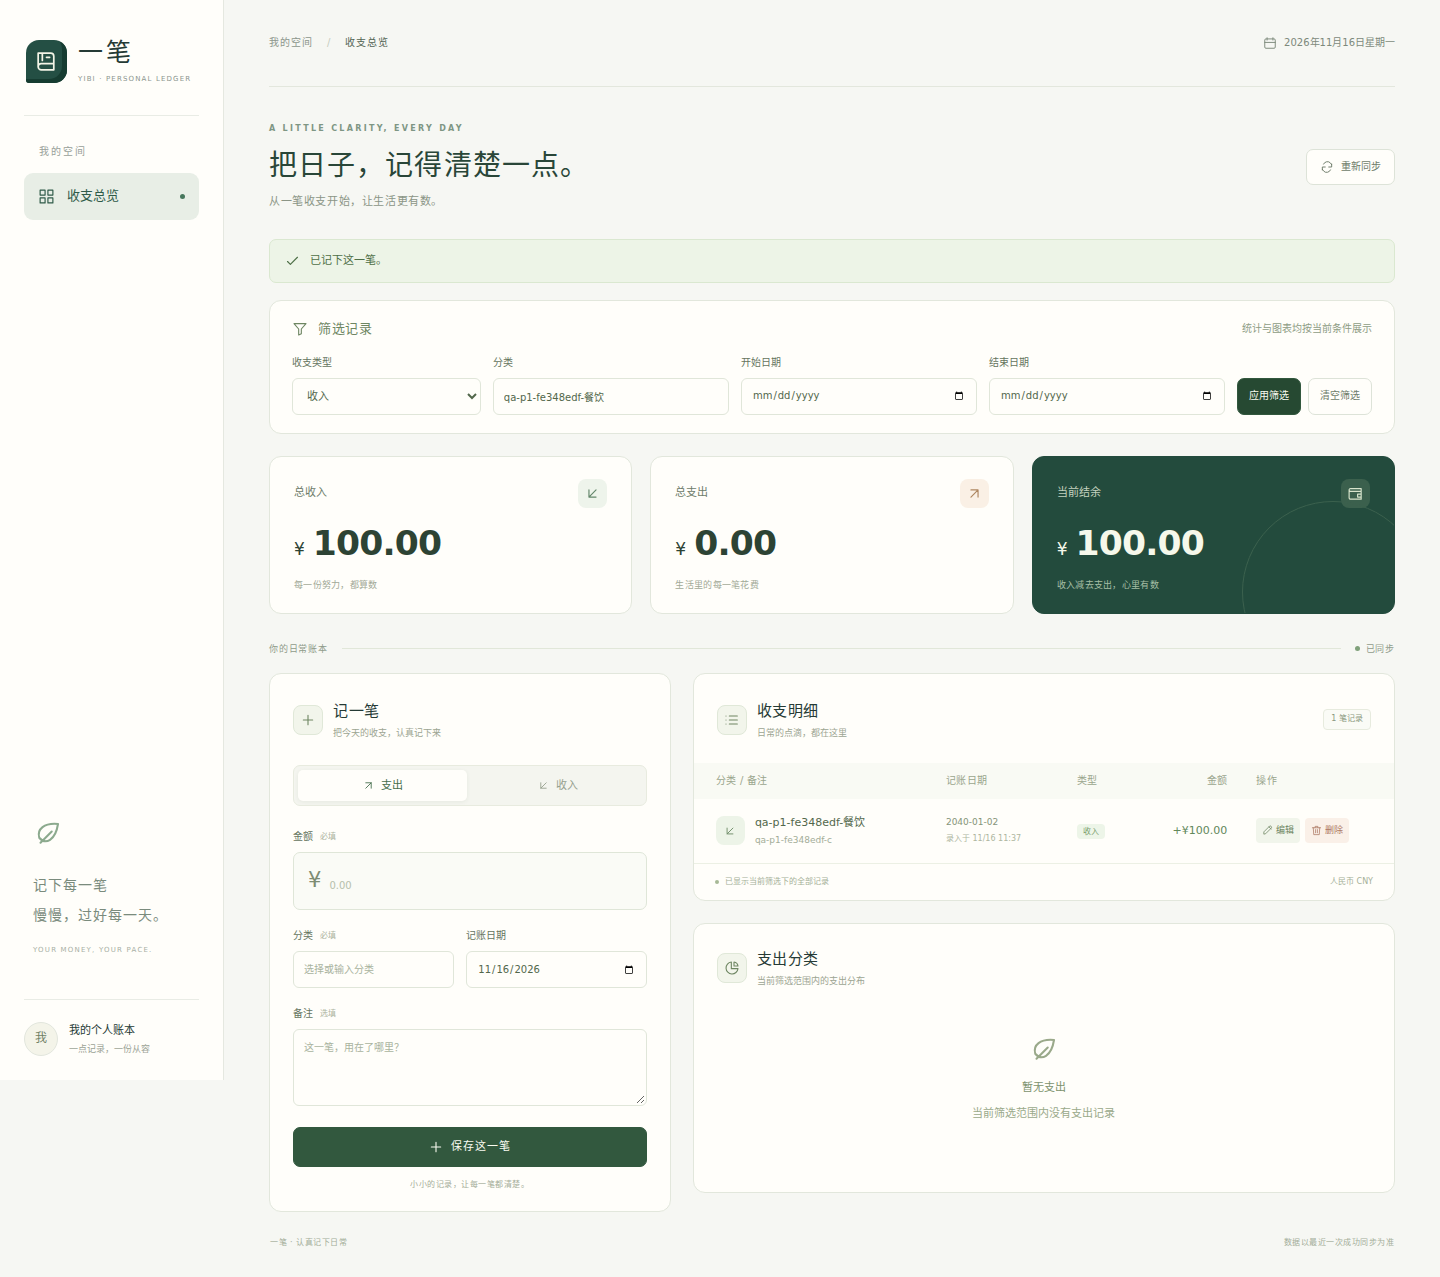 一笔
YIBI · PERSONAL LEDGER
我的空间
收支总览
记下每一笔
慢慢，过好每一天。
YOUR MONEY, YOUR PACE.
我
我的个人账本
一点记录，一份从容
我的空间 / 收支总览
2026年11月16日星期一
A LITTLE CLARITY, EVERY DAY
把日子，记得清楚一点。
从一笔收支开始，让生活更有数。
重新同步
已记下这一笔。
筛选记录
统计与图表均按当前条件展示
收支类型 分类 开始日期 结束日期
收入 qa-p1-fe348edf-餐饮 mm/dd/yyyy mm/dd/yyyy 应用筛选 清空筛选
总收入
¥ 100.00
每一份努力，都算数
总支出
¥ 0.00
生活里的每一笔花费
当前结余
¥ 100.00
收入减去支出，心里有数
你的日常账本
已同步
记一笔
把今天的收支，认真记下来
支出 收入
金额 必填
¥ 0.00
分类 必填 记账日期
选择或输入分类 11/16/2026
备注 选填
这一笔，用在了哪里？
保存这一笔
小小的记录，让每一笔都清楚。
收支明细
日常的点滴，都在这里
1 笔记录
分类 / 备注 记账日期 类型 金额 操作
qa-p1-fe348edf-餐饮 2040-01-02 收入 +¥100.00 编辑 删除
qa-p1-fe348edf-c 录入于 11/16 11:37
已显示当前筛选下的全部记录
人民币 CNY
支出分类
当前筛选范围内的支出分布
暂无支出
当前筛选范围内没有支出记录
一笔 · 认真记下日常
数据以最近一次成功同步为准